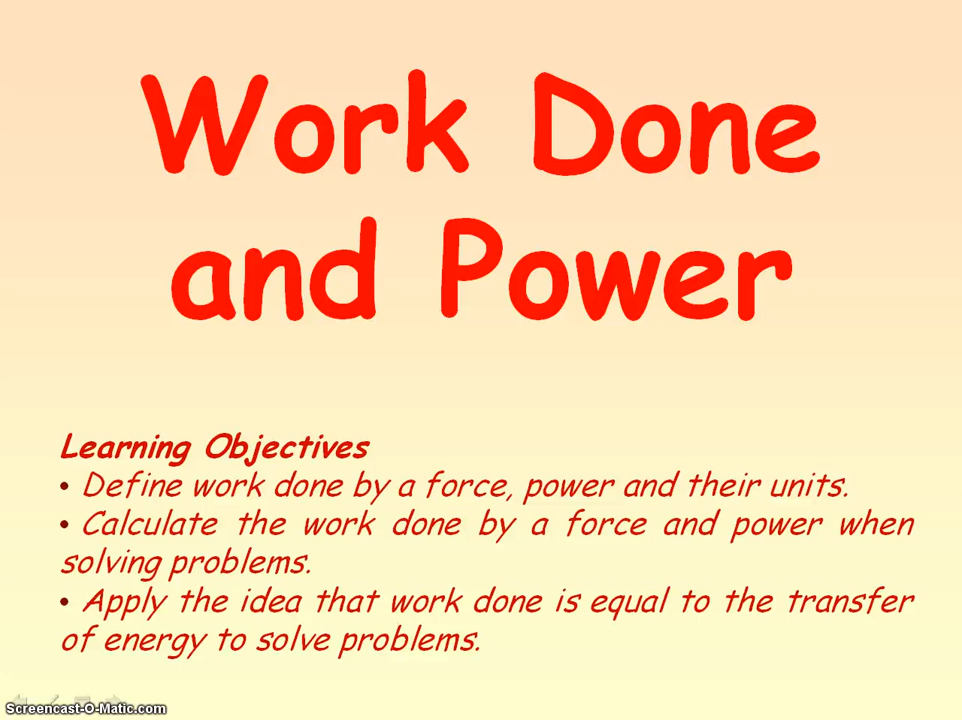 Work Done
and Power
Learning Objectives
• Define work done by a force, power and their units.
• Calculate the work done by a force and power when
solving problems.
• Apply the idea that work done is equal to the transfer
of energy to solve problems.
Screencast-O-Matic.com